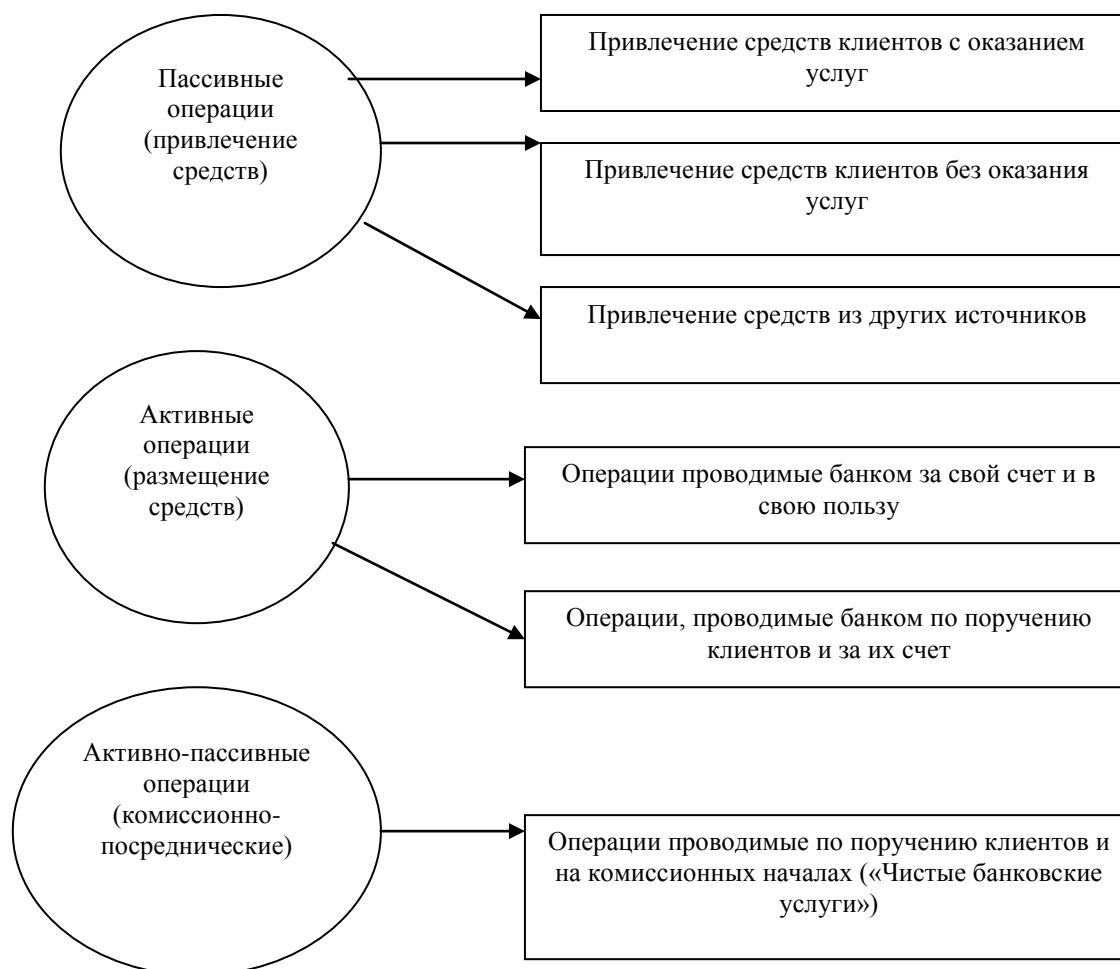 Пассивные
операции
(привлечение
средств)
Привлечение средств клиентов с оказанием
услуг
Привлечение средств клиентов без оказания
услуг
Привлечение средств из других источников
Активные
операции
(размещение
средств)
Операции проводимые банком за свой счет и в
свою пользу
Операции, проводимые банком по поручению
клиентов и за их счет
Активно-пассивные
операции
(комиссионно-
посреднические)
Операции проводимые по поручению клиентов и
на комиссионных началах («Чистые банковские
услуги»)